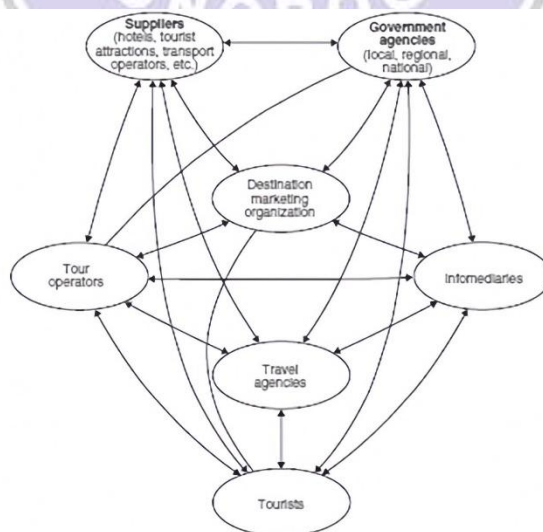 Suppliers
(hotels, tourist
attractions, transport
operators, etc.)
Government
agencies
(local, regional,
national)
Destination
marketing
organization
Tour
operators
Infomediaries
Travel
agencies
Tourists